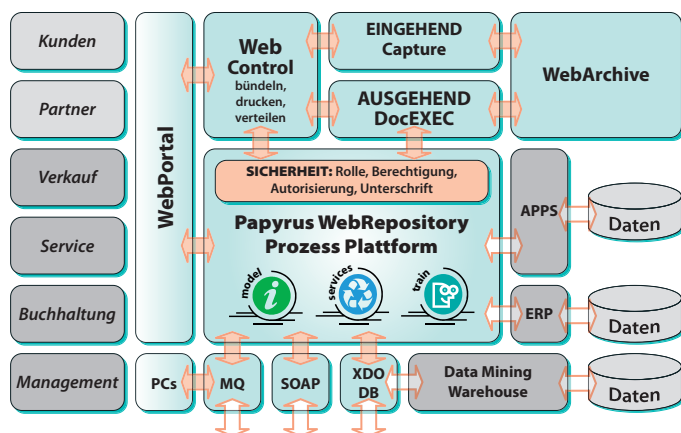 Kunden
Partner
Verkauf
Service
Buchhaltung
Management
WebPortal
PCs
Web
Control
bündeln,
drucken,
verteilen
EINGEHEND
Capture
AUSGEHEND
DocEXEC
WebArchive
SICHERHEIT: Rolle, Berechtigung,
Autorisierung, Unterschrift
Papyrus WebRepository
Prozess Plattform
model
services
train
APPS
Daten
ERP
Daten
MQ
SOAP
XDO
DB
Data Mining
Warehouse
Daten